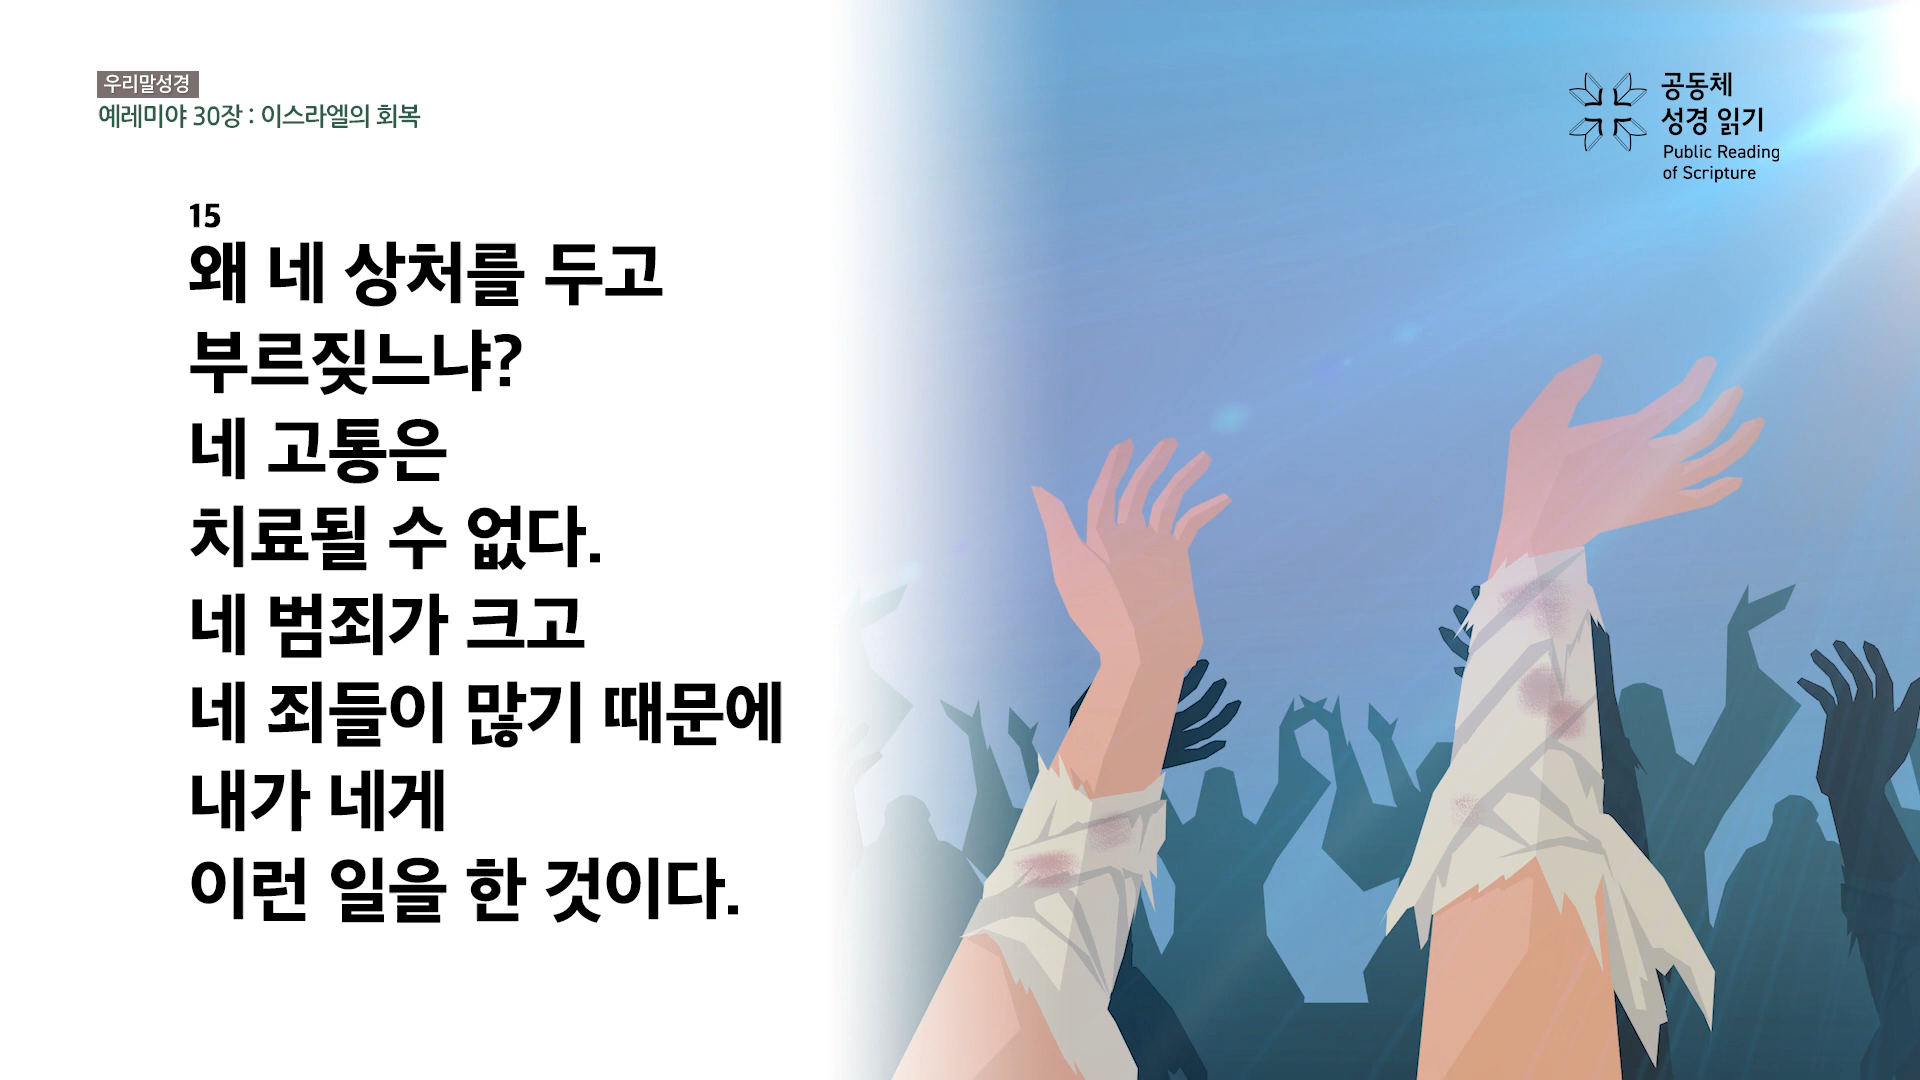 우리말성경
예레미야 30장 : 이스라엘의 회복
공동체
성경 읽기
Public Reading
of Scripture
15
왜 네 상처를 두고
부르짖느냐?
네 고통은
치료될 수 없다.
네 범죄가 크고
네 죄들이 많기 때문에
내가 네게
이런 일을 한 것이다.